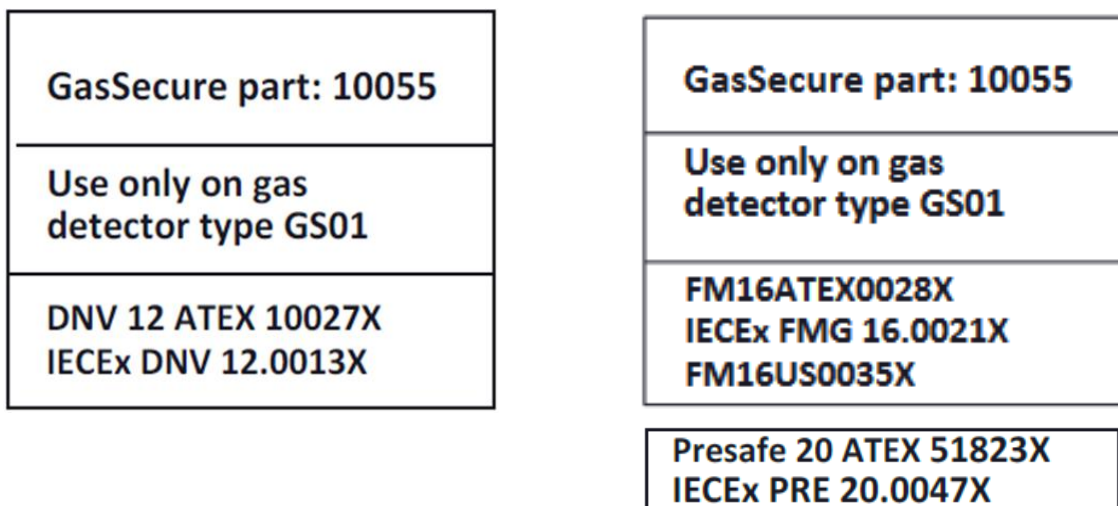 GasSecure part: 10055
Use only on gas
detector type GS01
DNV 12 ATEX 10027X
IECEx DNV 12.0013X
GasSecure part: 10055
Use only on gas
detector type GS01
FM16ATEX0028X
IECEx FMG 16.0021X
FM16US0035X
Presafe 20 ATEX 51823X
IECEx PRE 20.0047X